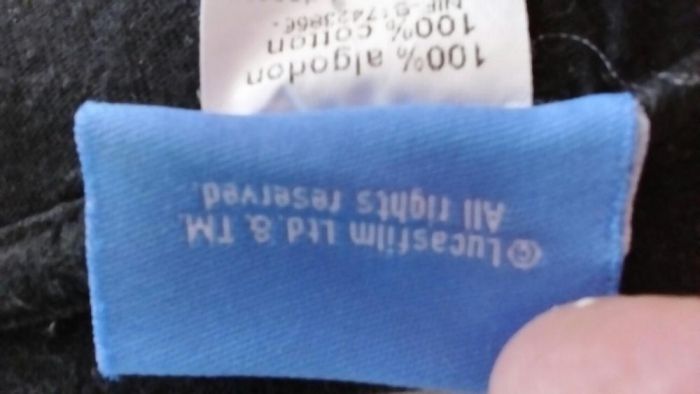 ©Lucasfilm Ltd. & TM.
All rights reserved.
100% algodon
100% cotton